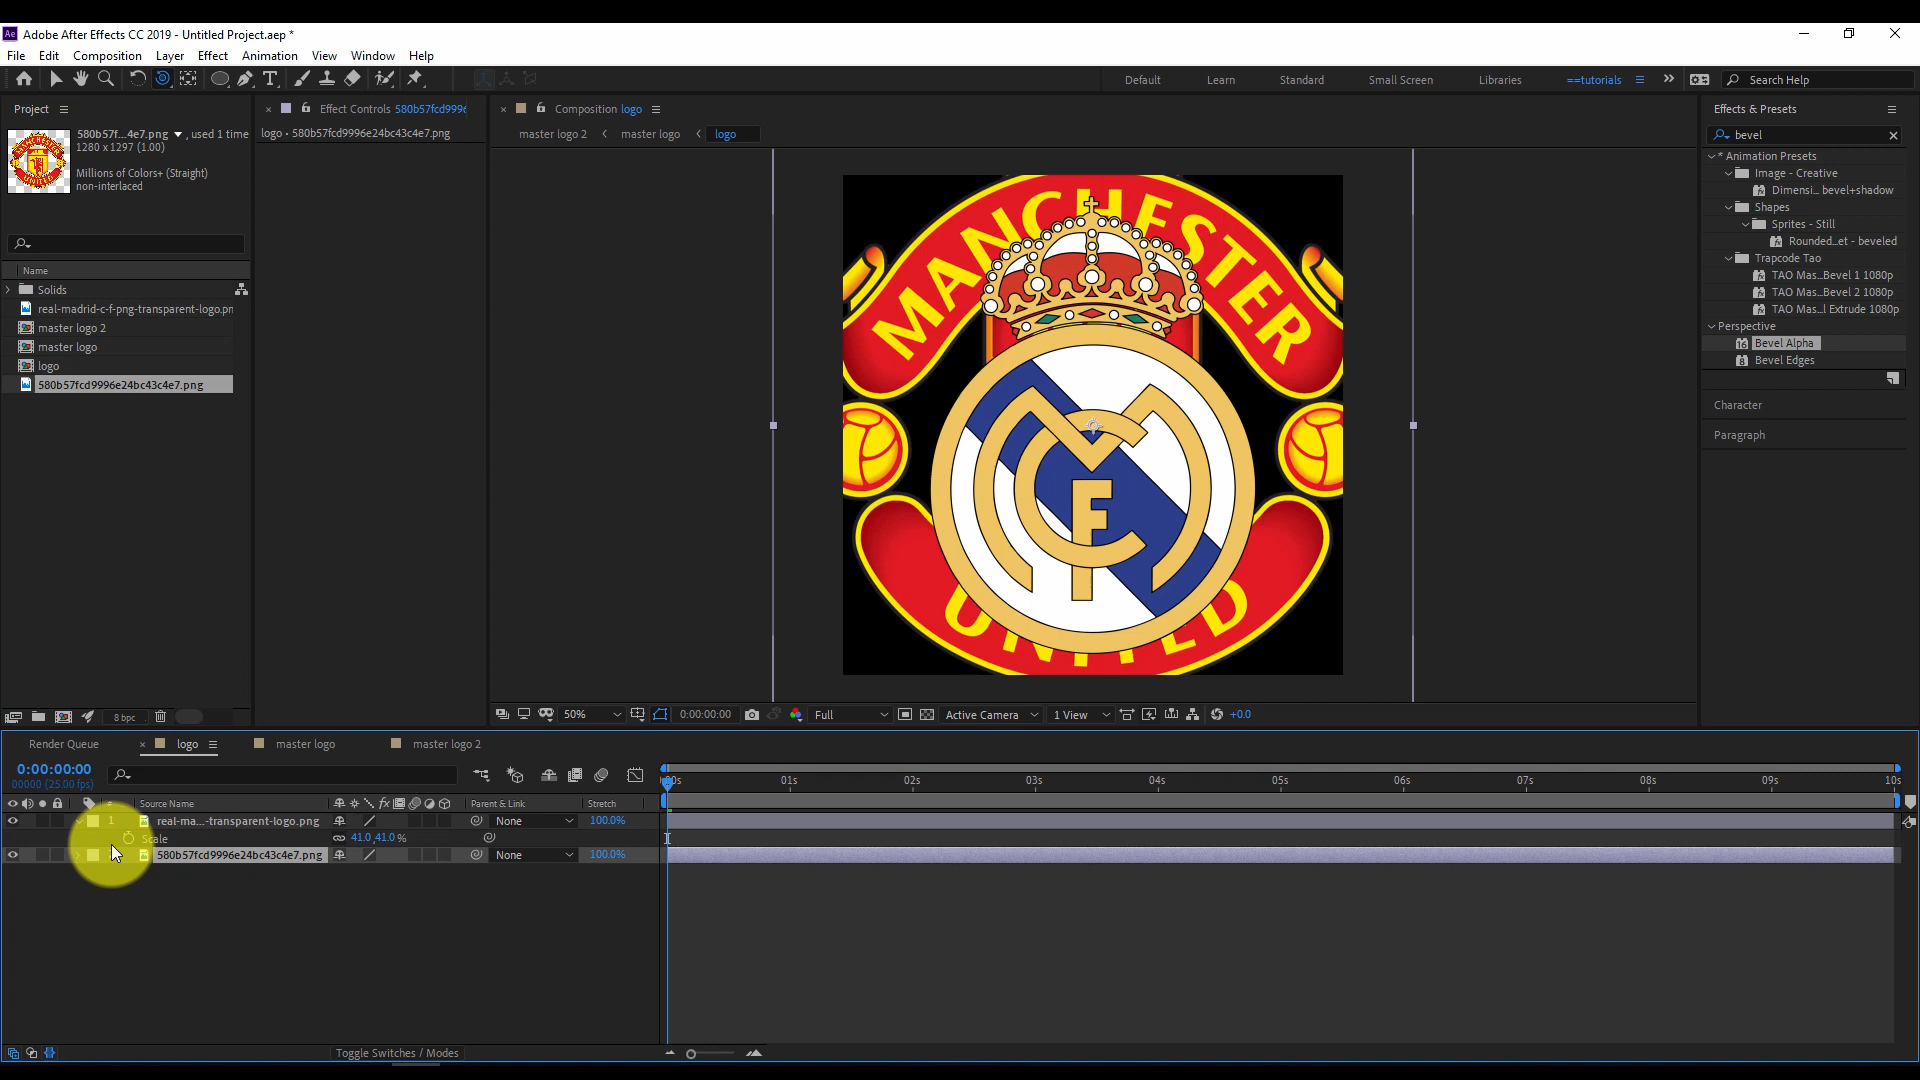 Adobe After Effects CC 2019 - Untitled Project.aep *
File Edit Composition Layer Effect Animation View Window Help
Default Learn Standard Small Screen Libraries ==tutorials Search Help
Project
580b57f...4e7.png , used 1 time
1280 x 1297 (1.00)
Millions of Colors+ (Straight)
non-interlaced
Name
Solids
real-madrid-c-f-png-transparent-logo.pn
master logo 2
master logo
logo
580b57fcd9996e24bc43c4e7.png
8 bpc
Effect Controls 580b57fcd999
logo • 580b57fcd9996e24bc43c4e7.png
Composition logo
master logo 2 master logo logo
MANCHESTER
UNITED
50% 0:00:00:00 Full Active Camera 1 View +0.0
Effects & Presets
bevel
* Animation Presets
Image - Creative
Dimensi... bevel+shadow
Shapes
Sprites - Still
Rounded...et - beveled
Trapcode Tao
TAO Mas...Bevel 1 1080p
TAO Mas...Bevel 2 1080p
TAO Mas...l Extrude 1080p
Perspective
Bevel Alpha
Bevel Edges
Character
Paragraph
Render Queue logo master logo master logo 2
0:00:00:00
00000 (25.00 fps)
:00s 01s 02s 03s 04s 05s 06s 07s 08s 09s 10s
# Source Name fx Parent & Link Stretch
1 real-ma...-transparent-logo.png None 100.0%
Scale 41.0,41.0 %
580b57fcd9996e24bc43c4e7.png None 100.0%
Toggle Switches / Modes